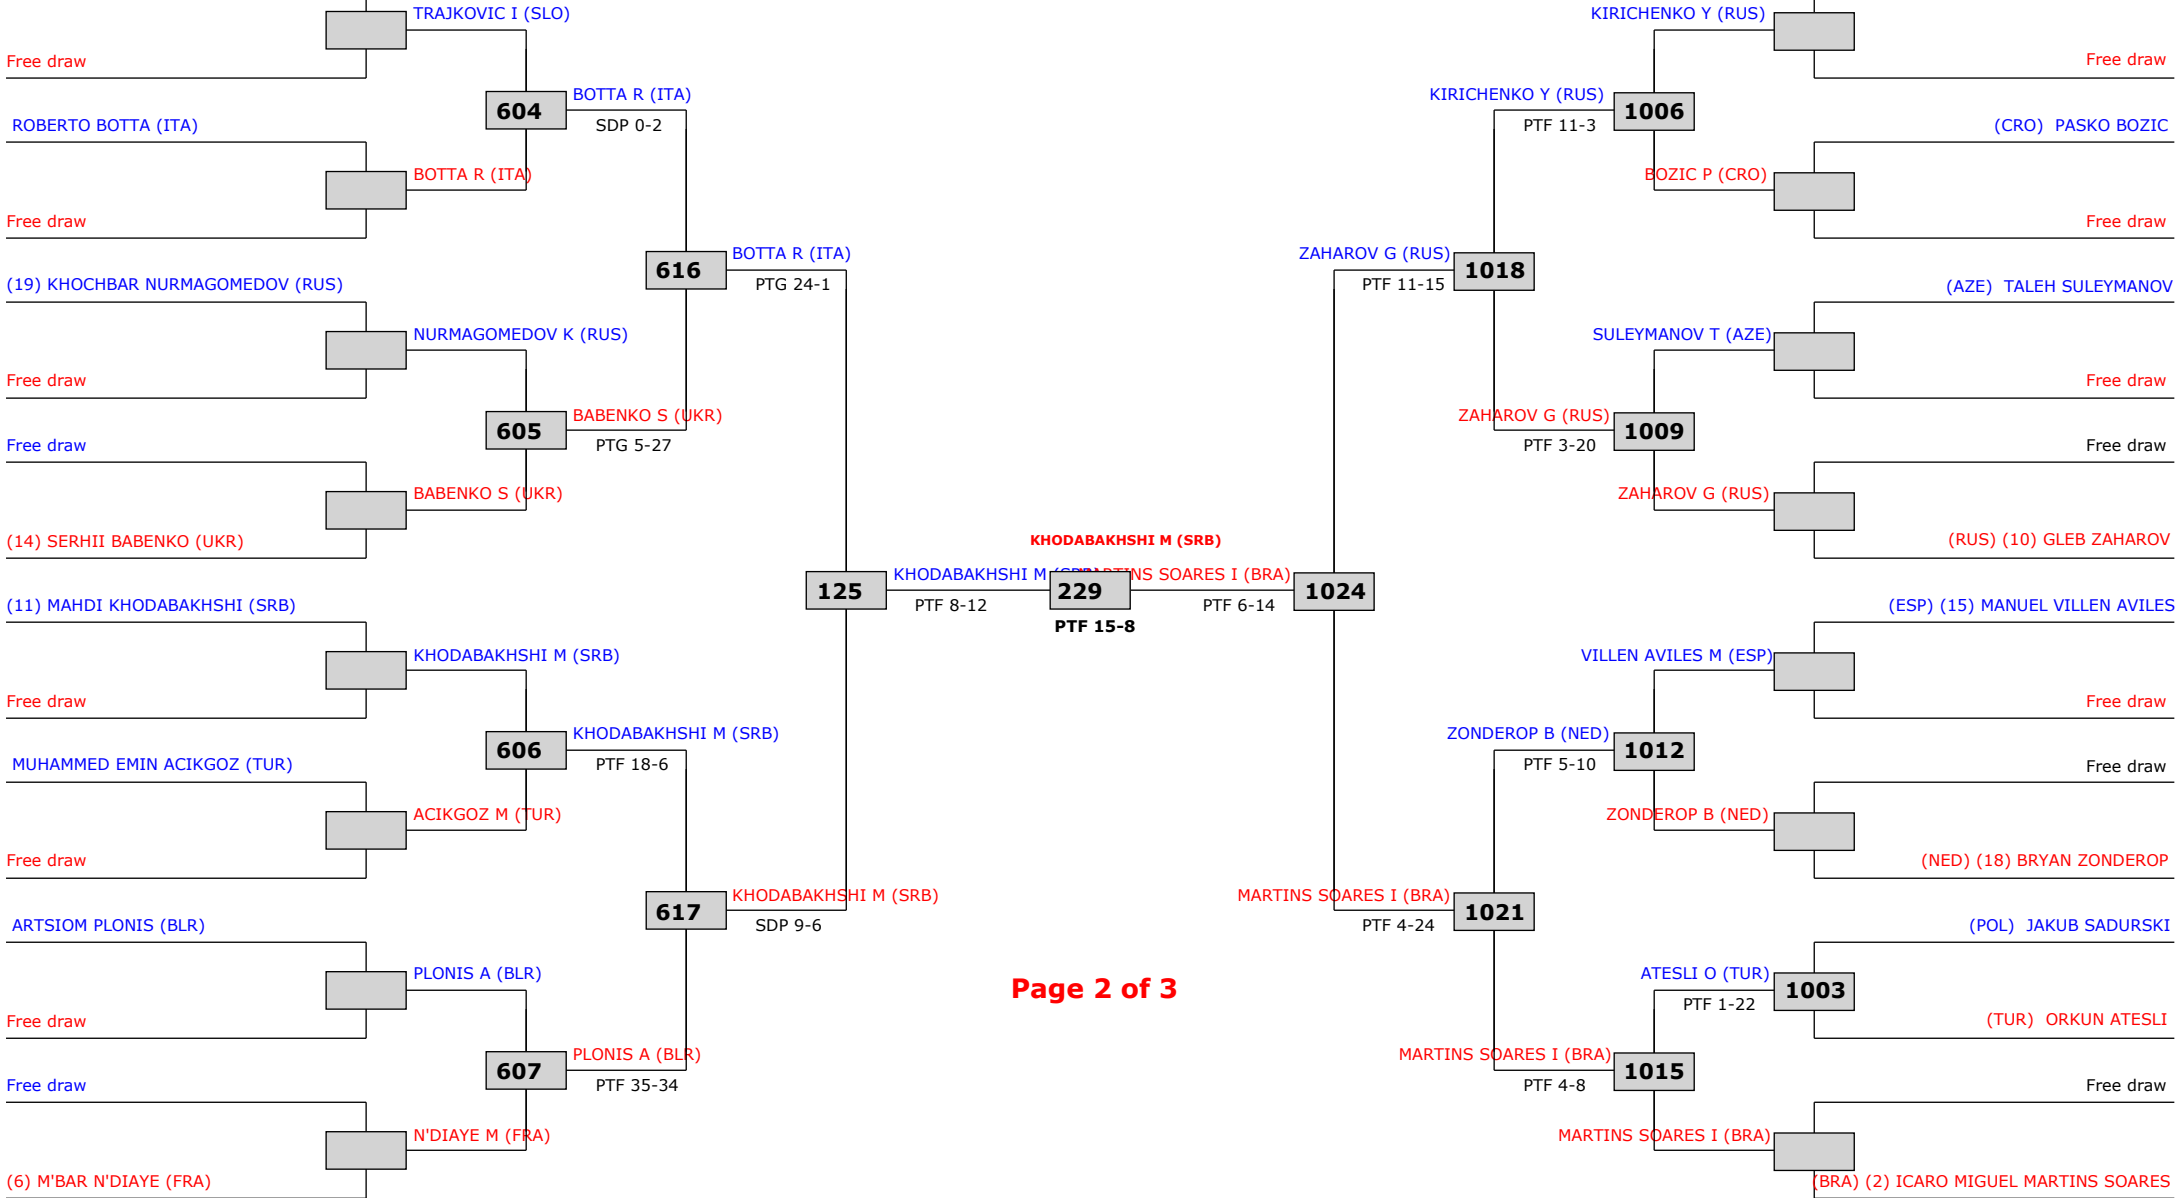 TRAJKOVIC I (SLO)
KIRICHENKO Y (RUS)
Free draw
Free draw
BOTTA R (ITA)
604
SDP 0-2
KIRICHENKO Y (RUS)
1006
PTF 11-3
ROBERTO BOTTA (ITA)
(CRO) PASKO BOZIC
BOTTA R (ITA)
BOZIC P (CRO)
Free draw
Free draw
BOTTA R (ITA)
616
PTG 24-1
ZAHAROV G (RUS)
1018
PTF 11-15
(19) KHOCHBAR NURMAGOMEDOV (RUS)
(AZE) TALEH SULEYMANOV
NURMAGOMEDOV K (RUS)
SULEYMANOV T (AZE)
Free draw
Free draw
BABENKO S (UKR)
605
PTG 5-27
ZAHAROV G (RUS)
1009
PTF 3-20
Free draw
Free draw
BABENKO S (UKR)
ZAHAROV G (RUS)
(14) SERHII BABENKO (UKR)
(RUS) (10) GLEB ZAHAROV
KHODABAKHSHI M (SRB)
125
KHODABAKHSHI M (SRB)
PTF 8-12
229
MARTINS SOARES I (BRA)
PTF 6-14
1024
PTF 15-8
(11) MAHDI KHODABAKHSHI (SRB)
(ESP) (15) MANUEL VILLEN AVILES
KHODABAKHSHI M (SRB)
VILLEN AVILES M (ESP)
Free draw
Free draw
KHODABAKHSHI M (SRB)
606
PTF 18-6
ZONDEROP B (NED)
1012
PTF 5-10
MUHAMMED EMIN ACIKGOZ (TUR)
Free draw
ACIKGOZ M (TUR)
ZONDEROP B (NED)
Free draw
(NED) (18) BRYAN ZONDEROP
KHODABAKHSHI M (SRB)
617
SDP 9-6
MARTINS SOARES I (BRA)
1021
PTF 4-24
ARTSIOM PLONIS (BLR)
(POL) JAKUB SADURSKI
PLONIS A (BLR)
Page 2 of 3
ATESLI O (TUR)
1003
PTF 1-22
Free draw
(TUR) ORKUN ATESLI
PLONIS A (BLR)
607
PTF 35-34
MARTINS SOARES I (BRA)
1015
PTF 4-8
Free draw
Free draw
N'DIAYE M (FRA)
MARTINS SOARES I (BRA)
(6) M'BAR N'DIAYE (FRA)
(BRA) (2) ICARO MIGUEL MARTINS SOARES